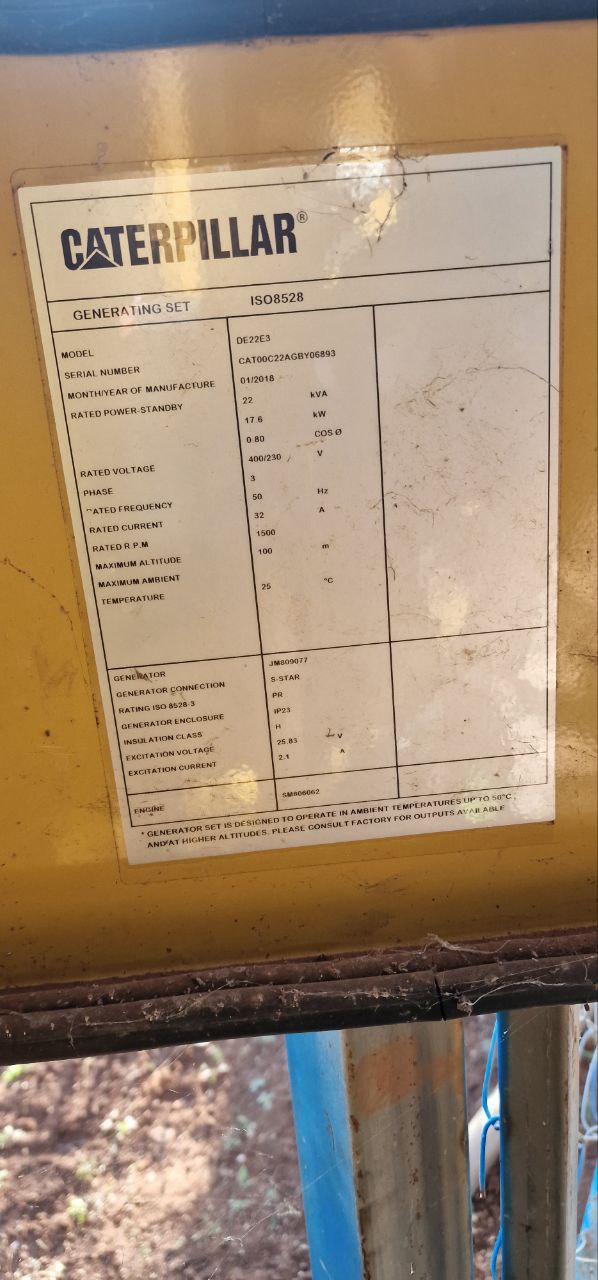 CATERPILLAR®
GENERATING SET ISO8528
MODEL DE22E3
SERIAL NUMBER CAT00C22AGBY06893
MONTH/YEAR OF MANUFACTURE 01/2018
RATED POWER-STANDBY 22 kVA
17.6 kW
0.80 COS Ø
RATED VOLTAGE 400/230 V
PHASE 3
RATED FREQUENCY 50 Hz
RATED CURRENT 32 A
RATED R.P.M 1500
MAXIMUM ALTITUDE 100 m
MAXIMUM AMBIENT
TEMPERATURE 25 °C
GENERATOR JM809077
GENERATOR CONNECTION S-STAR
RATING ISO 8528-3 PR
GENERATOR ENCLOSURE IP23
INSULATION CLASS H
EXCITATION VOLTAGE 25.83 V
EXCITATION CURRENT 2.1 A
ENGINE SM806062
* GENERATOR SET IS DESIGNED TO OPERATE IN AMBIENT TEMPERATURES UP TO 50°C
AND/AT HIGHER ALTITUDES. PLEASE CONSULT FACTORY FOR OUTPUTS AVAILABLE